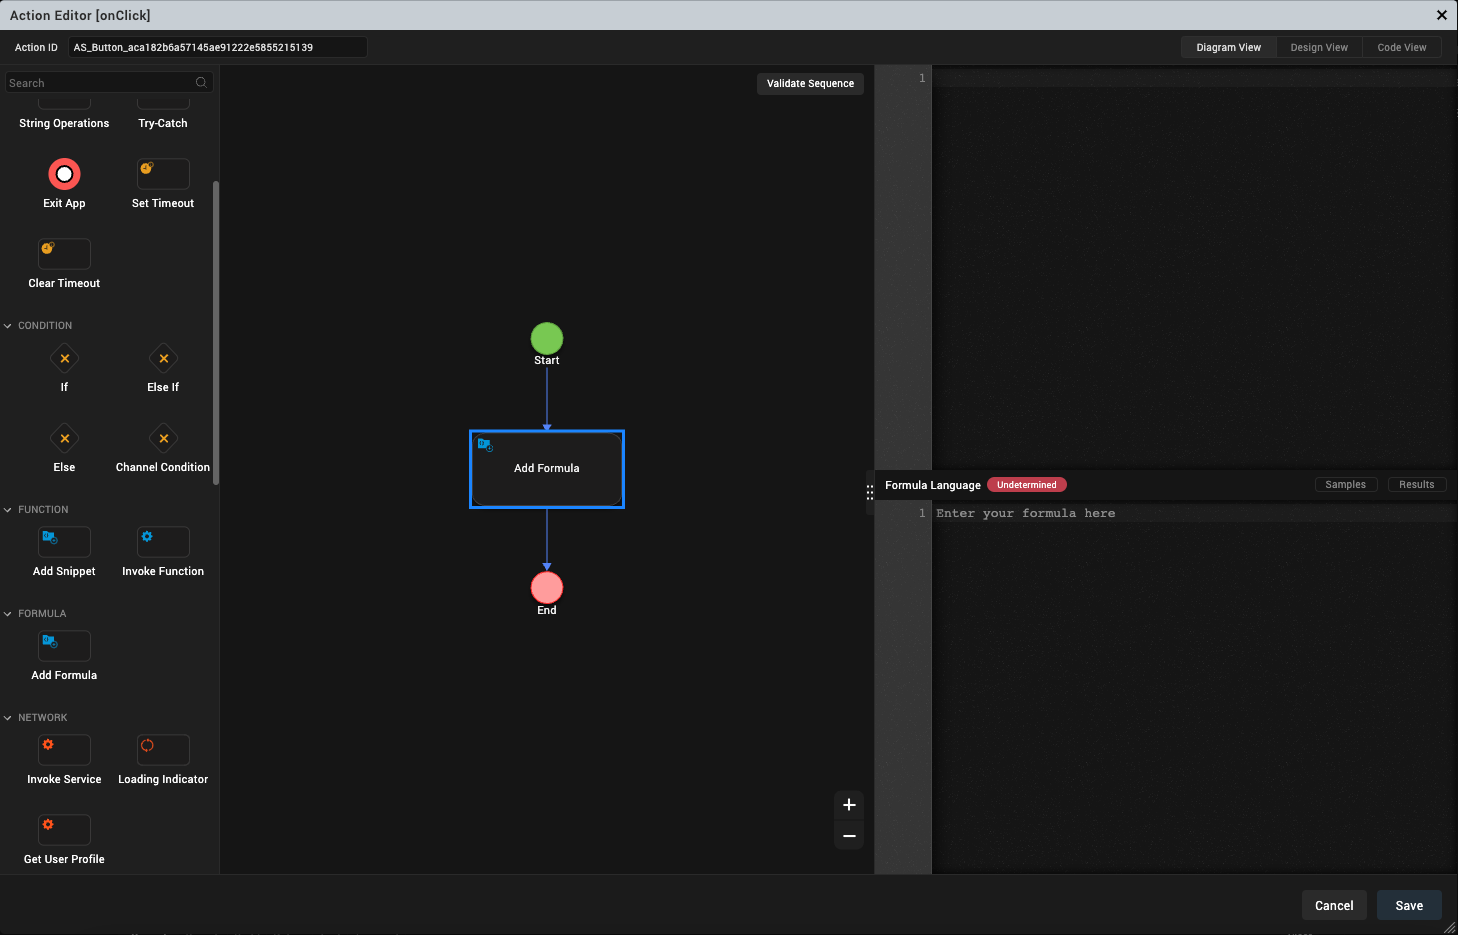 Action Editor [onClick]
Action ID AS_Button_aca182b6a57145ae91222e5855215139
Diagram View Design View Code View
Search
String Operations Try-Catch
Exit App Set Timeout
Clear Timeout
CONDITION
If Else If
Else Channel Condition
FUNCTION
Add Snippet Invoke Function
FORMULA
Add Formula
NETWORK
Invoke Service Loading Indicator
Get User Profile
Validate Sequence
Start
Add Formula
End
1
Formula Language Undetermined Samples Results
1 Enter your formula here
Cancel Save